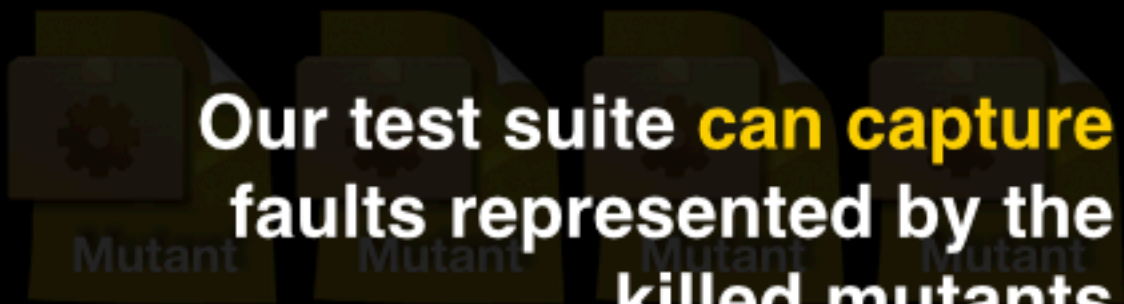 Our test suite can capture
faults represented by the
killed mutants
Mutant Mutant Mutant Mutant